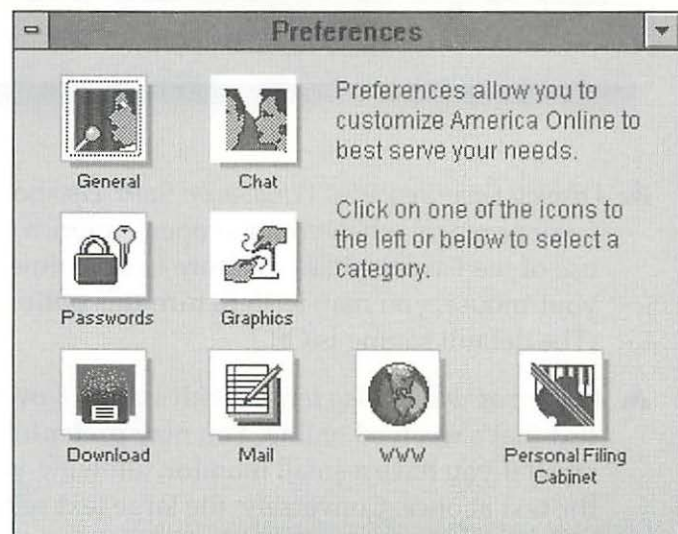 Preferences
General
Chat
Preferences allow you to
customize America Online to
best serve your needs.
Click on one of the icons to
the left or below to select a
category.
Passwords
Graphics
Download
Mail
WWW
Personal Filing
Cabinet